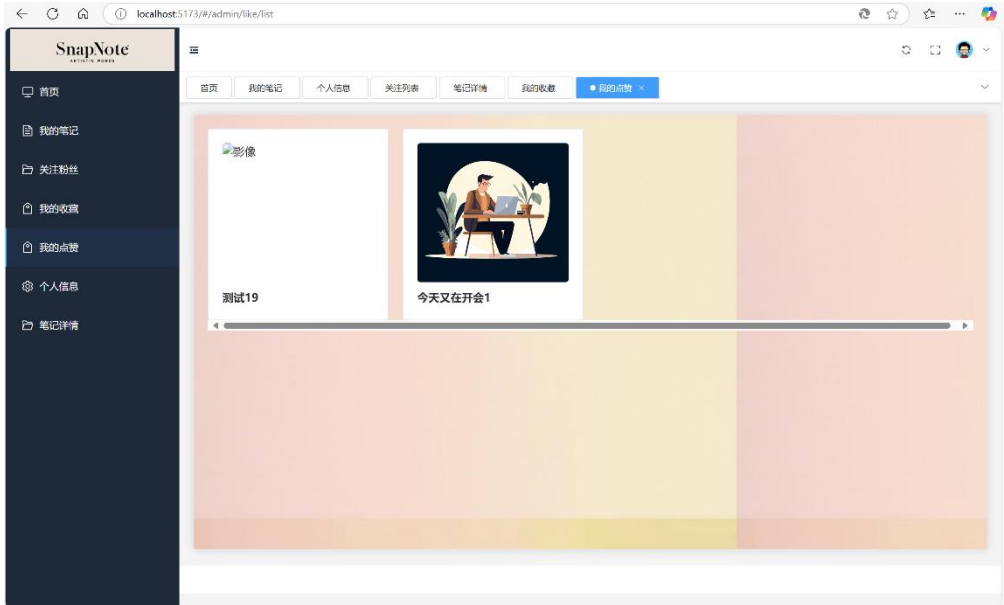 localhost:5173/#/admin/like/list
SnapNote
ARTISTIC WORDS
首页
我的笔记
关注粉丝
我的收藏
我的点赞
个人信息
笔记详情
首页
我的笔记
个人信息
关注列表
笔记详情
我的收藏
我的点赞
影像
测试19
今天又在开会1